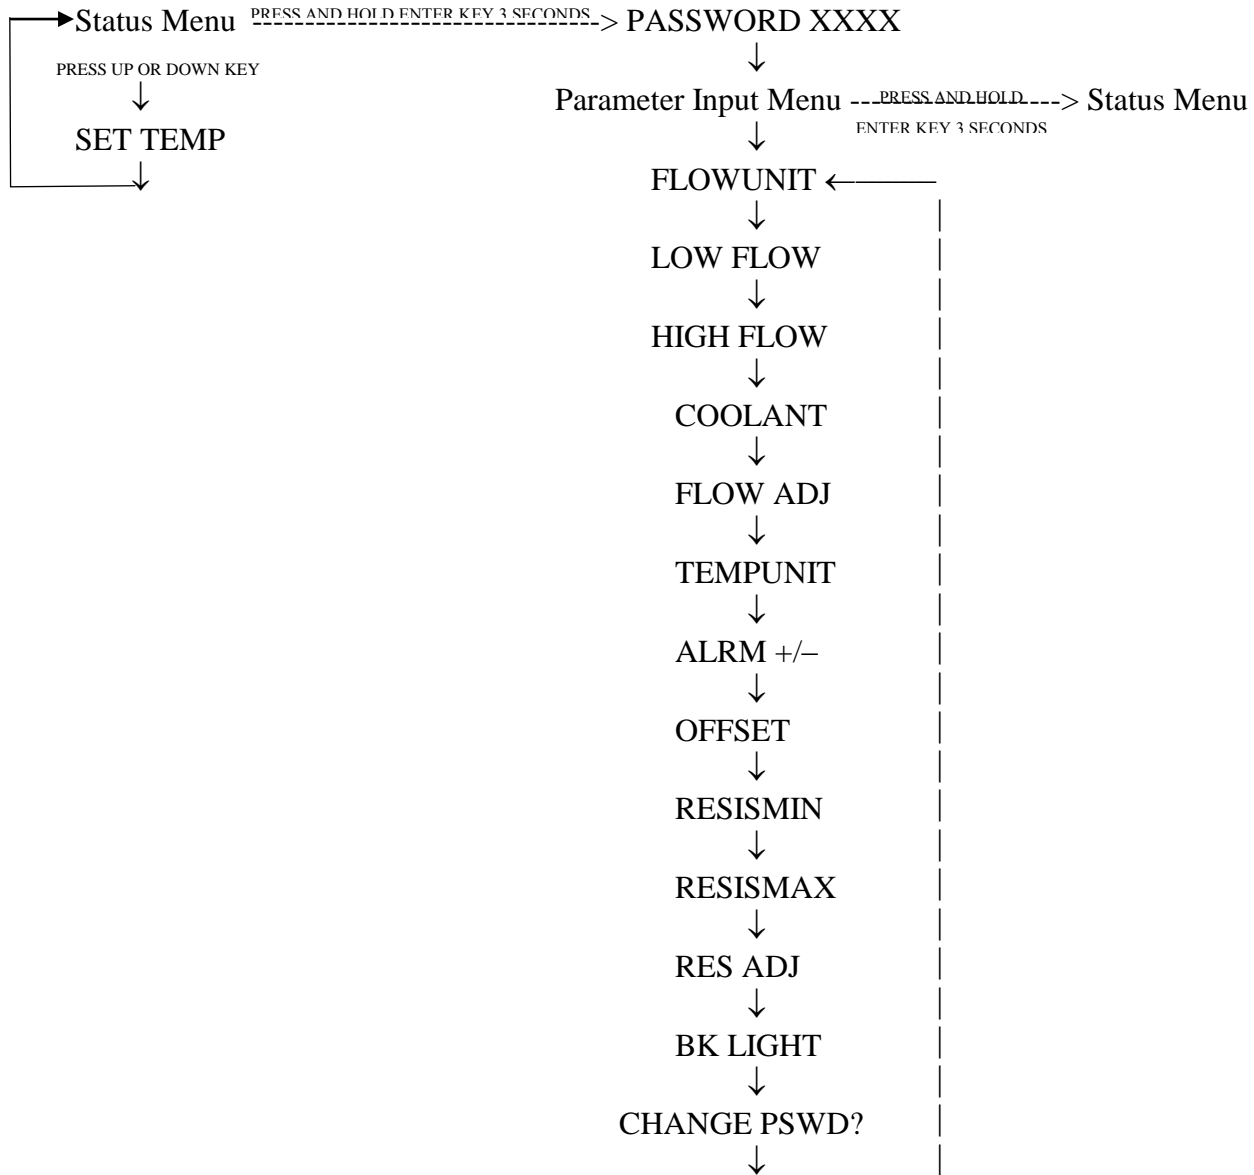 Status Menu PRESS AND HOLD ENTER KEY 3 SECONDS ----------------------------> PASSWORD XXXX
↓
PRESS UP OR DOWN KEY
↓
Parameter Input Menu ---PRESS AND HOLD---> Status Menu
ENTER KEY 3 SECONDS
SET TEMP
↓
↓
FLOWUNIT ←———
↓
LOW FLOW
↓
HIGH FLOW
↓
COOLANT
↓
FLOW ADJ
↓
TEMPUNIT
↓
ALRM +/–
↓
OFFSET
↓
RESISMIN
↓
RESISMAX
↓
RES ADJ
↓
BK LIGHT
↓
CHANGE PSWD?
↓